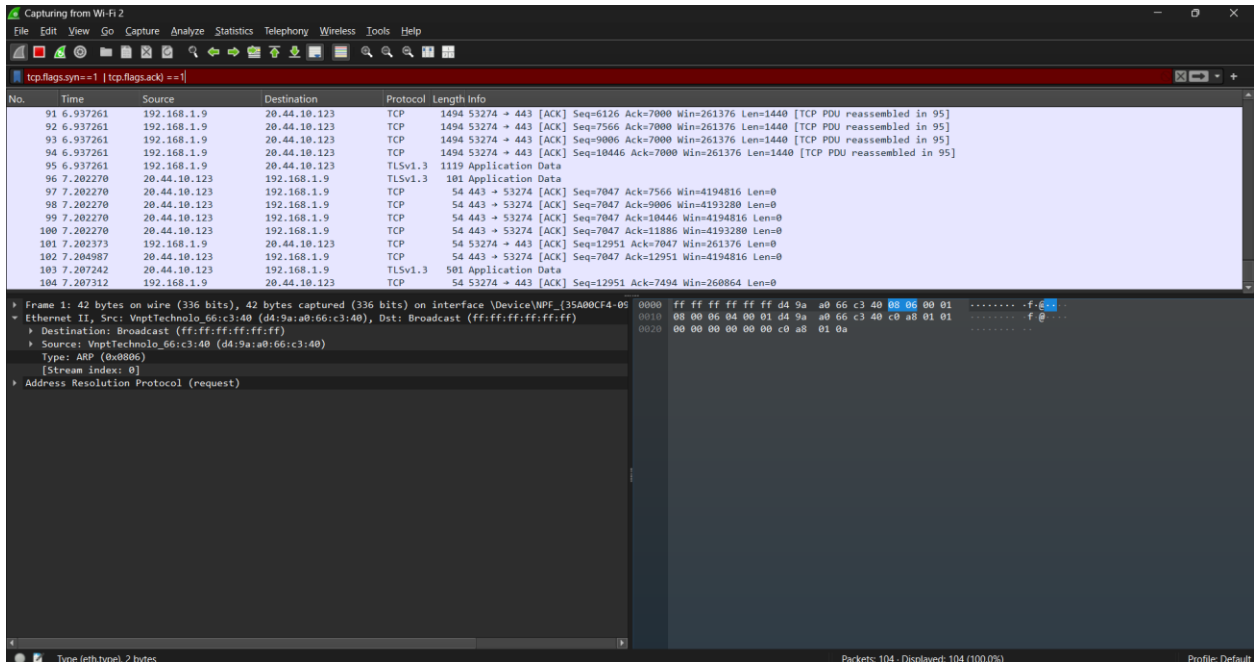 Capturing from Wi-Fi 2
File Edit View Go Capture Analyze Statistics Telephony Wireless Tools Help
tcp.flags.syn==1 | tcp.flags.ack) ==1
No. Time Source Destination Protocol Length Info
91 6.937261 192.168.1.9 20.44.10.123 TCP 1494 53274 → 443 [ACK] Seq=6126 Ack=7000 Win=261376 Len=1440 [TCP PDU reassembled in 95]
92 6.937261 192.168.1.9 20.44.10.123 TCP 1494 53274 → 443 [ACK] Seq=7566 Ack=7000 Win=261376 Len=1440 [TCP PDU reassembled in 95]
93 6.937261 192.168.1.9 20.44.10.123 TCP 1494 53274 → 443 [ACK] Seq=9006 Ack=7000 Win=261376 Len=1440 [TCP PDU reassembled in 95]
94 6.937261 192.168.1.9 20.44.10.123 TCP 1494 53274 → 443 [ACK] Seq=10446 Ack=7000 Win=261376 Len=1440 [TCP PDU reassembled in 95]
95 6.937261 192.168.1.9 20.44.10.123 TLSv1.3 1119 Application Data
96 7.202270 20.44.10.123 192.168.1.9 TLSv1.3 101 Application Data
97 7.202270 20.44.10.123 192.168.1.9 TCP 54 443 → 53274 [ACK] Seq=7047 Ack=7566 Win=4194816 Len=0
98 7.202270 20.44.10.123 192.168.1.9 TCP 54 443 → 53274 [ACK] Seq=7047 Ack=9006 Win=4193280 Len=0
99 7.202270 20.44.10.123 192.168.1.9 TCP 54 443 → 53274 [ACK] Seq=7047 Ack=10446 Win=4194816 Len=0
100 7.202270 20.44.10.123 192.168.1.9 TCP 54 443 → 53274 [ACK] Seq=7047 Ack=11886 Win=4193280 Len=0
101 7.202373 192.168.1.9 20.44.10.123 TCP 54 53274 → 443 [ACK] Seq=12951 Ack=7047 Win=261376 Len=0
102 7.204987 20.44.10.123 192.168.1.9 TCP 54 443 → 53274 [ACK] Seq=7047 Ack=12951 Win=4194816 Len=0
103 7.207242 20.44.10.123 192.168.1.9 TLSv1.3 501 Application Data
104 7.207312 192.168.1.9 20.44.10.123 TCP 54 53274 → 443 [ACK] Seq=12951 Ack=7494 Win=260864 Len=0
Frame 1: 42 bytes on wire (336 bits), 42 bytes captured (336 bits) on interface \Device\NPF_{35A00CF4-09
Ethernet II, Src: VnptTechnolo_66:c3:40 (d4:9a:a0:66:c3:40), Dst: Broadcast (ff:ff:ff:ff:ff:ff)
Destination: Broadcast (ff:ff:ff:ff:ff:ff)
Source: VnptTechnolo_66:c3:40 (d4:9a:a0:66:c3:40)
Type: ARP (0x0806)
[Stream index: 0]
Address Resolution Protocol (request)
0000 ff ff ff ff ff ff d4 9a a0 66 c3 40 08 06 00 01 ········ ·f·@····
0010 08 00 06 04 00 01 d4 9a a0 66 c3 40 c0 a8 01 01 ········ ·f·@····
0020 00 00 00 00 00 00 c0 a8 01 0a ········ ··
Type (eth.type), 2 bytes
Packets: 104 · Displayed: 104 (100.0%)
Profile: Default